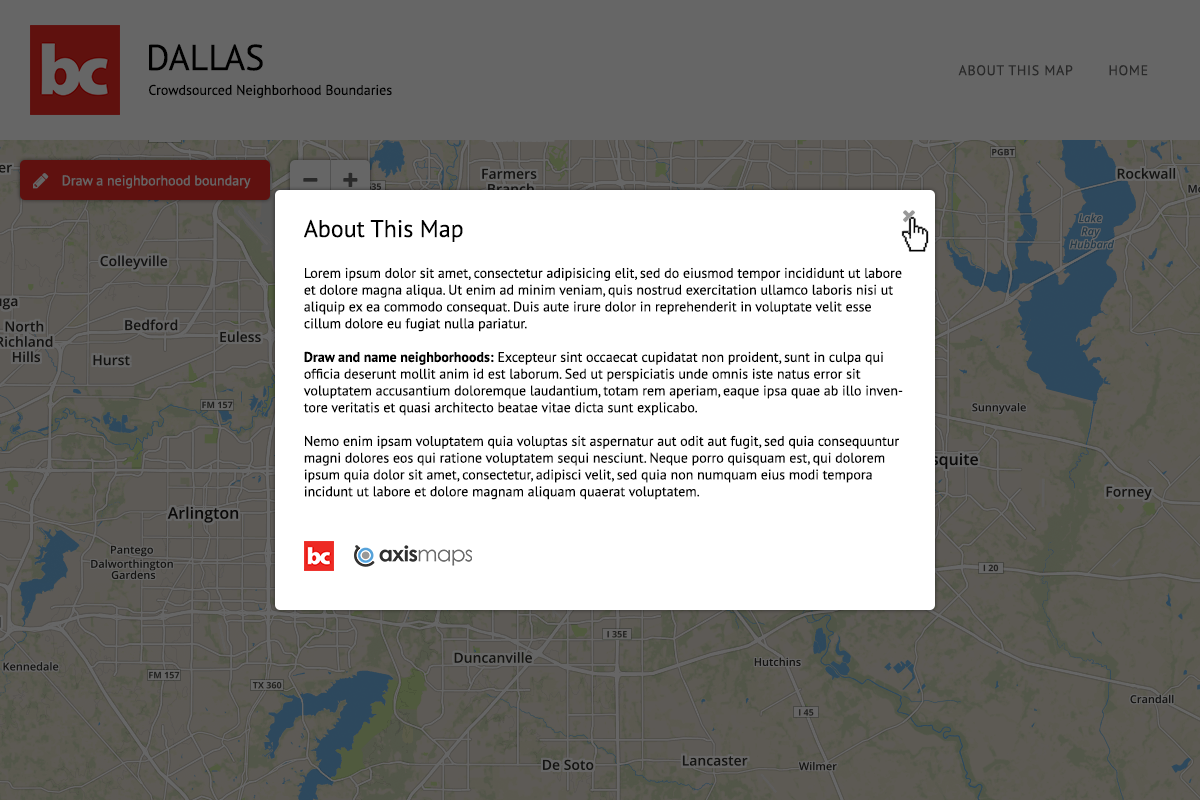 bc
DALLAS
Crowdsourced Neighborhood Boundaries
ABOUT THIS MAP
HOME
Draw a neighborhood boundary
− +
35
Farmers
Branch
PGBT
Rockwall
Lake
Ray
Hubbard
Colleyville
North
Richland
Hills
Bedford
Euless
Hurst
FM 157
Sunnyvale
squite
Forney
Arlington
Pantego
Dalworthington
Gardens
I 20
About This Map
Lorem ipsum dolor sit amet, consectetur adipisicing elit, sed do eiusmod tempor incididunt ut labore
et dolore magna aliqua. Ut enim ad minim veniam, quis nostrud exercitation ullamco laboris nisi ut
aliquip ex ea commodo consequat. Duis aute irure dolor in reprehenderit in voluptate velit esse
cillum dolore eu fugiat nulla pariatur.
Draw and name neighborhoods: Excepteur sint occaecat cupidatat non proident, sunt in culpa qui
officia deserunt mollit anim id est laborum. Sed ut perspiciatis unde omnis iste natus error sit
voluptatem accusantium doloremque laudantium, totam rem aperiam, eaque ipsa quae ab illo inven-
tore veritatis et quasi architecto beatae vitae dicta sunt explicabo.
Nemo enim ipsam voluptatem quia voluptas sit aspernatur aut odit aut fugit, sed quia consequuntur
magni dolores eos qui ratione voluptatem sequi nesciunt. Neque porro quisquam est, qui dolorem
ipsum quia dolor sit amet, consectetur, adipisci velit, sed quia non numquam eius modi tempora
incidunt ut labore et dolore magnam aliquam quaerat voluptatem.
bc
axismaps
I 35E
Duncanville
Hutchins
Kennedale
FM 157
TX 360
I 45
Crandall
De Soto
Lancaster
Wilmer